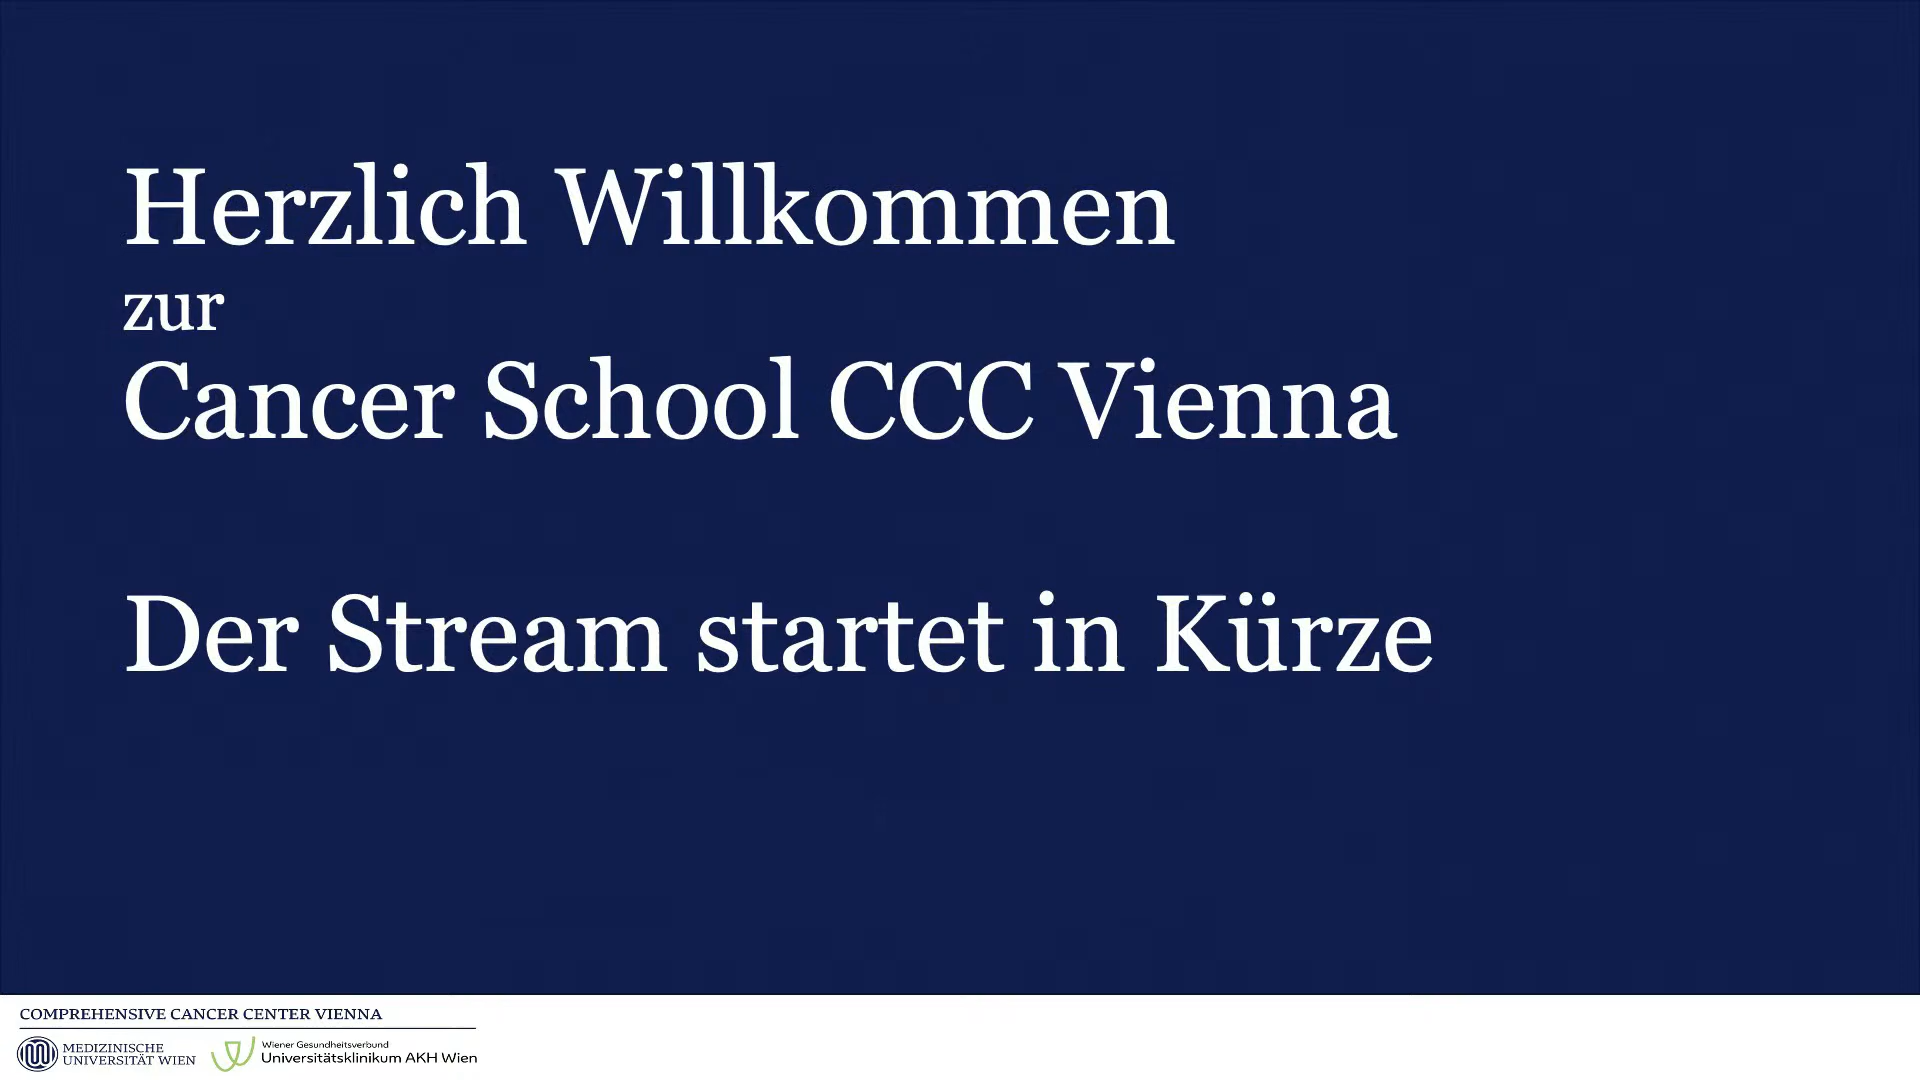 Herzlich Willkommen
zur
Cancer School CCC Vienna
Der Stream startet in Kürze
COMPREHENSIVE CANCER CENTER VIENNA
MEDIZINISCHE
UNIVERSITÄT WIEN
Wiener Gesundheitsverbund
Universitätsklinikum AKH Wien